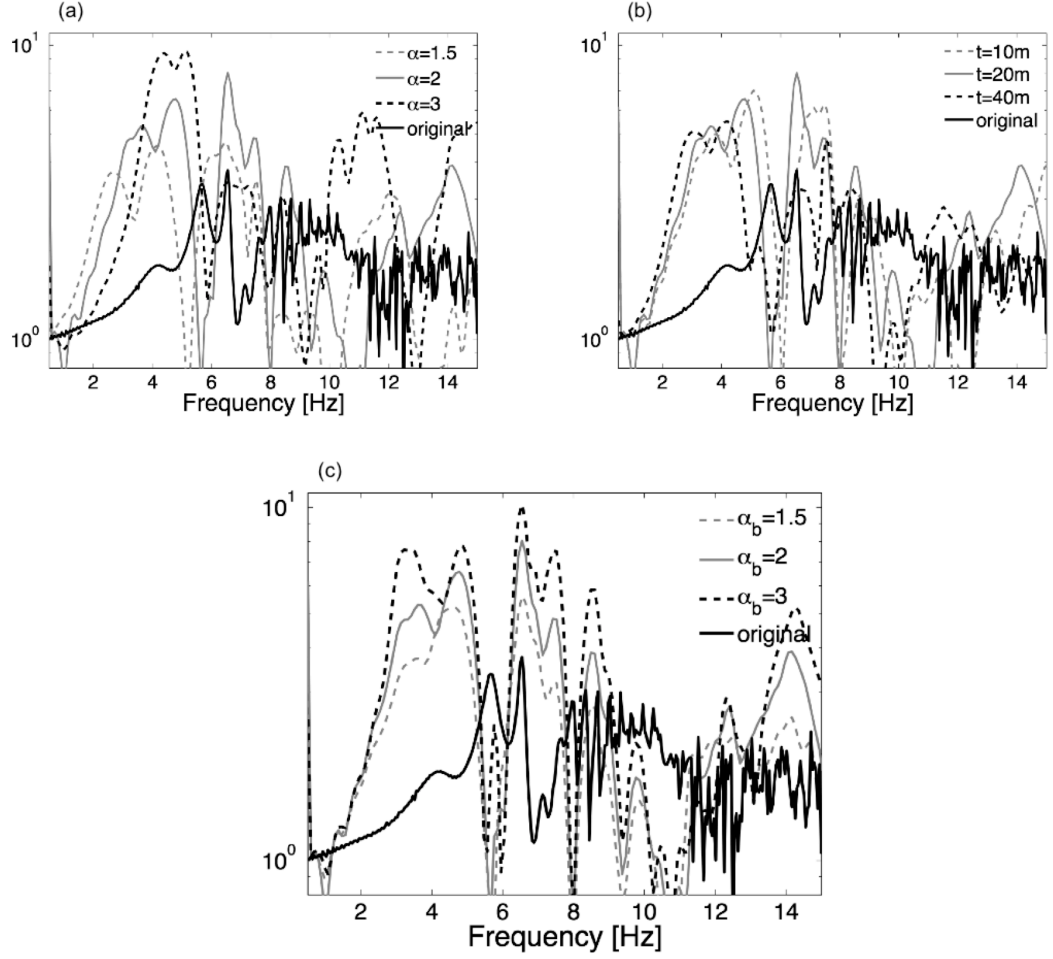 (a)
10¹
10⁰
α=1.5
α=2
α=3
original
2 4 6 8 10 12 14
Frequency [Hz]
(b)
10¹
10⁰
t=10m
t=20m
t=40m
original
2 4 6 8 10 12 14
Frequency [Hz]
(c)
10¹
10⁰
α_b=1.5
α_b=2
α_b=3
original
2 4 6 8 10 12 14
Frequency [Hz]